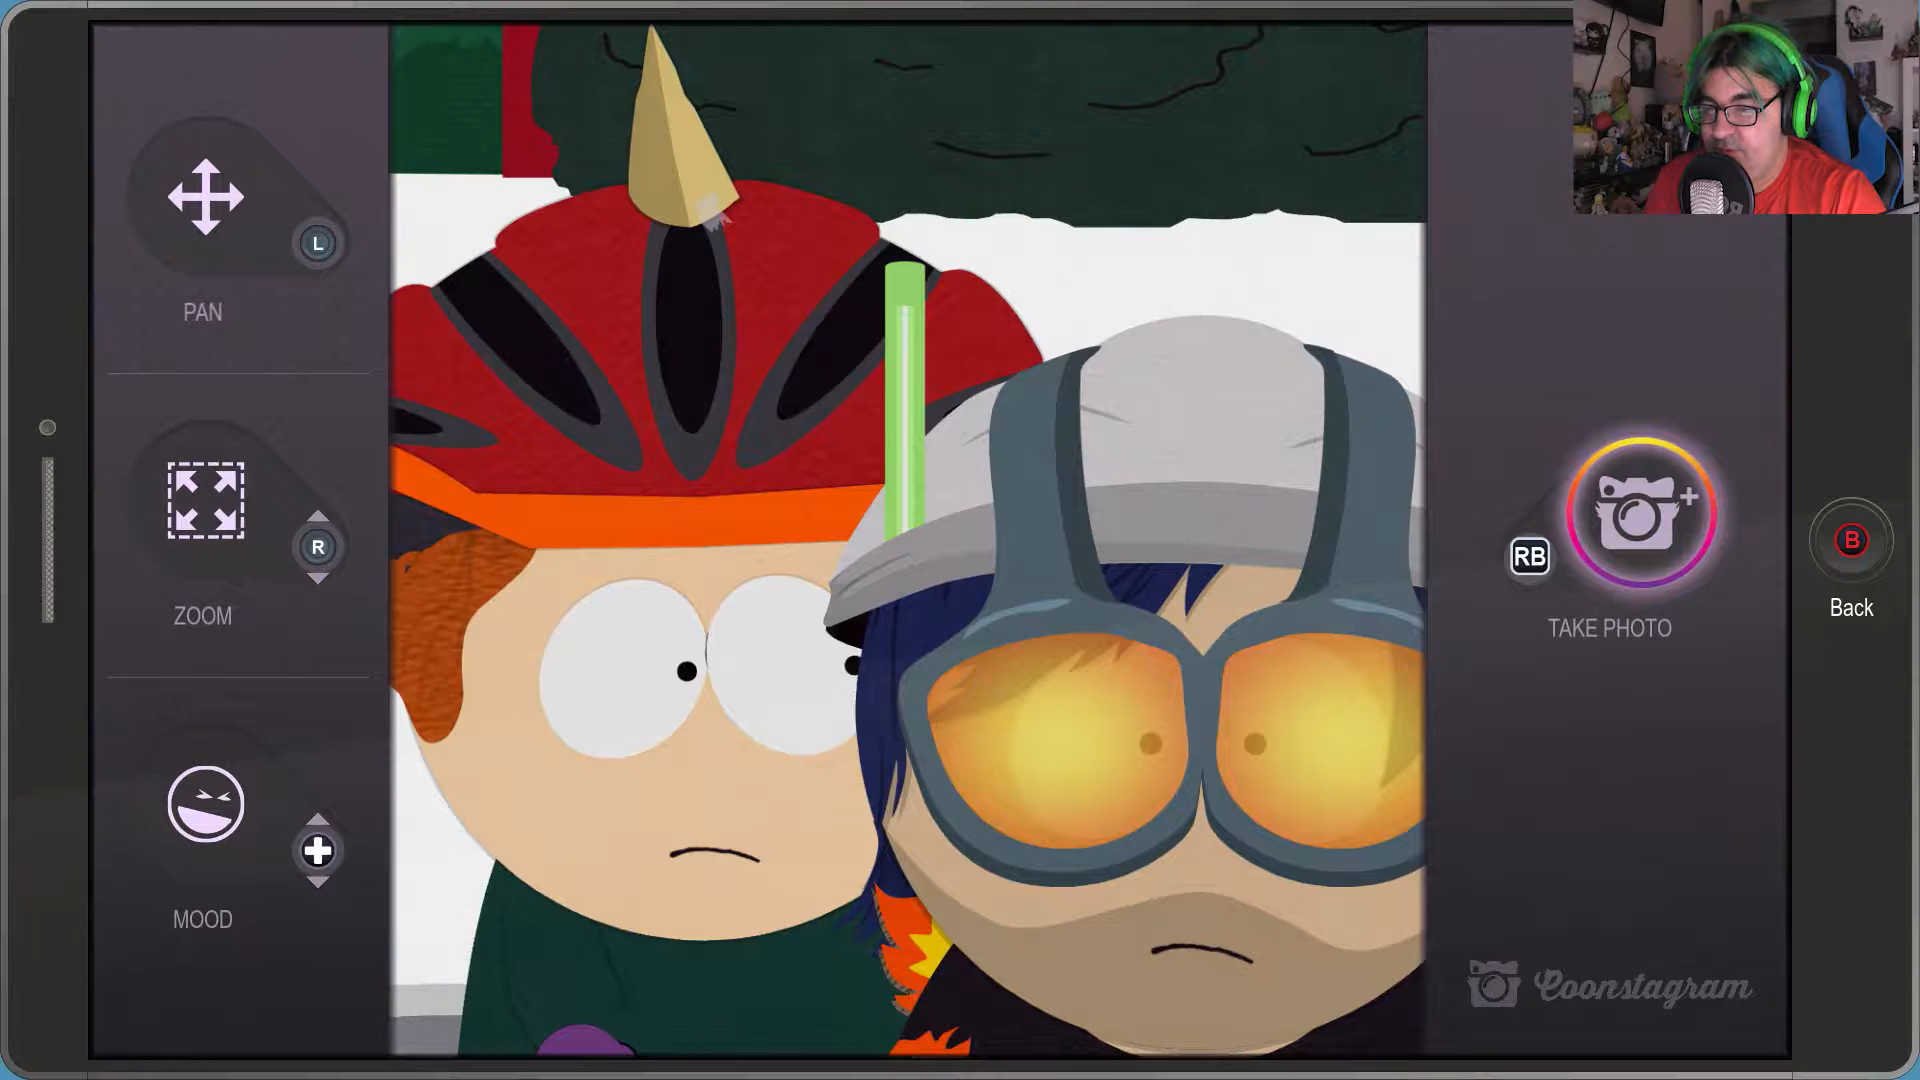 L
PAN
R
ZOOM
MOOD
RB
TAKE PHOTO
B
Back
Coonstagram